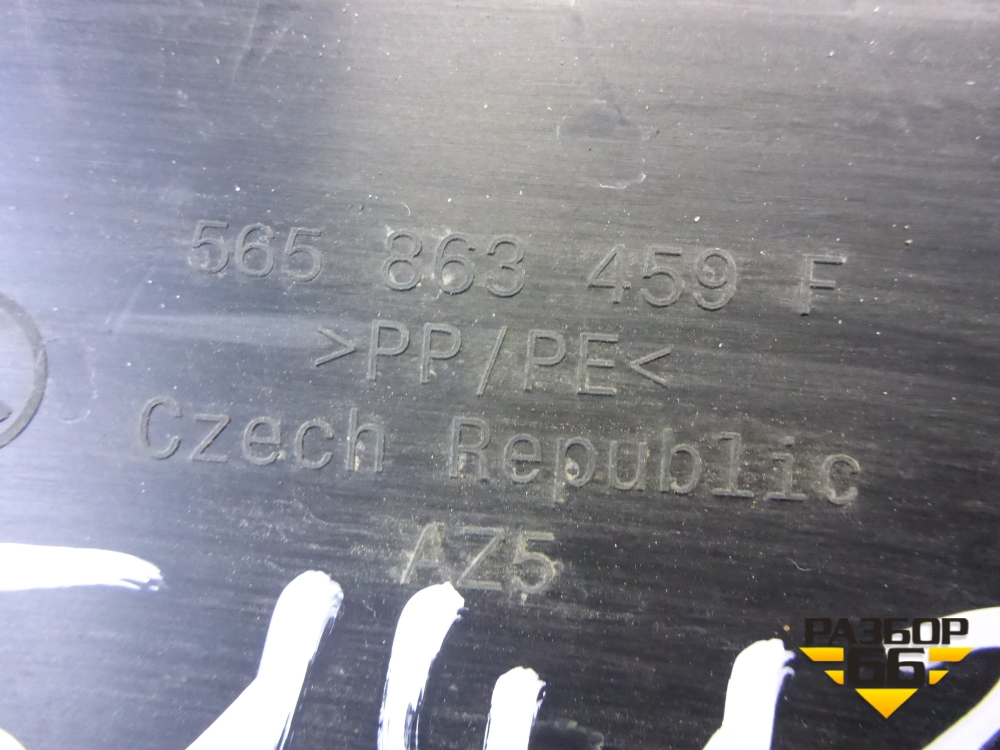 565 863 459 F
>PP/PE<
Czech Republic
AZ5
РАЗБОР
66